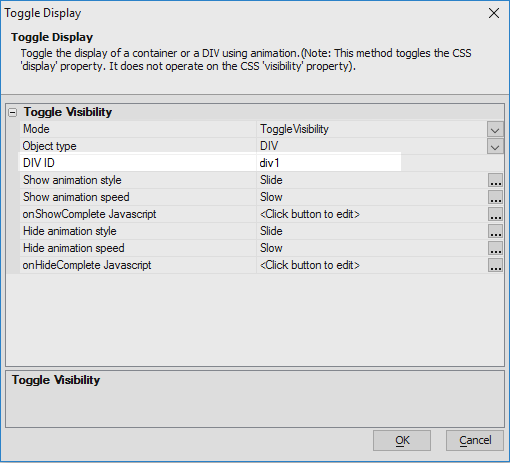 Toggle Display
Toggle Display
Toggle the display of a container or a DIV using animation.(Note: This method toggles the CSS
'display' property. It does not operate on the CSS 'visibility' property).
Toggle Visibility
Mode ToggleVisibility
Object type DIV
DIV ID div1
Show animation style Slide
Show animation speed Slow
onShowComplete Javascript <Click button to edit>
Hide animation style Slide
Hide animation speed Slow
onHideComplete Javascript <Click button to edit>
Toggle Visibility
OK Cancel